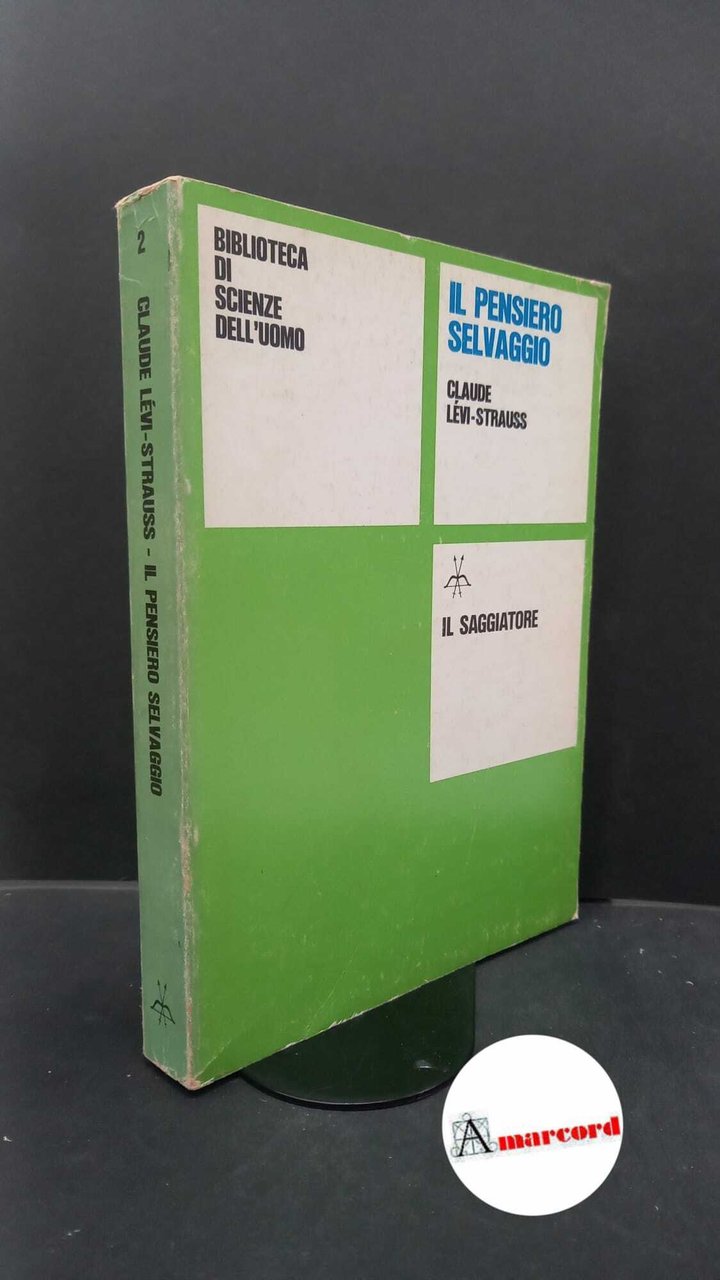 2
CLAUDE LÉVI-STRAUSS - IL PENSIERO SELVAGGIO
BIBLIOTECA
DI
SCIENZE
DELL'UOMO
IL PENSIERO
SELVAGGIO
CLAUDE
LÉVI-STRAUSS
IL SAGGIATORE
Amarcord